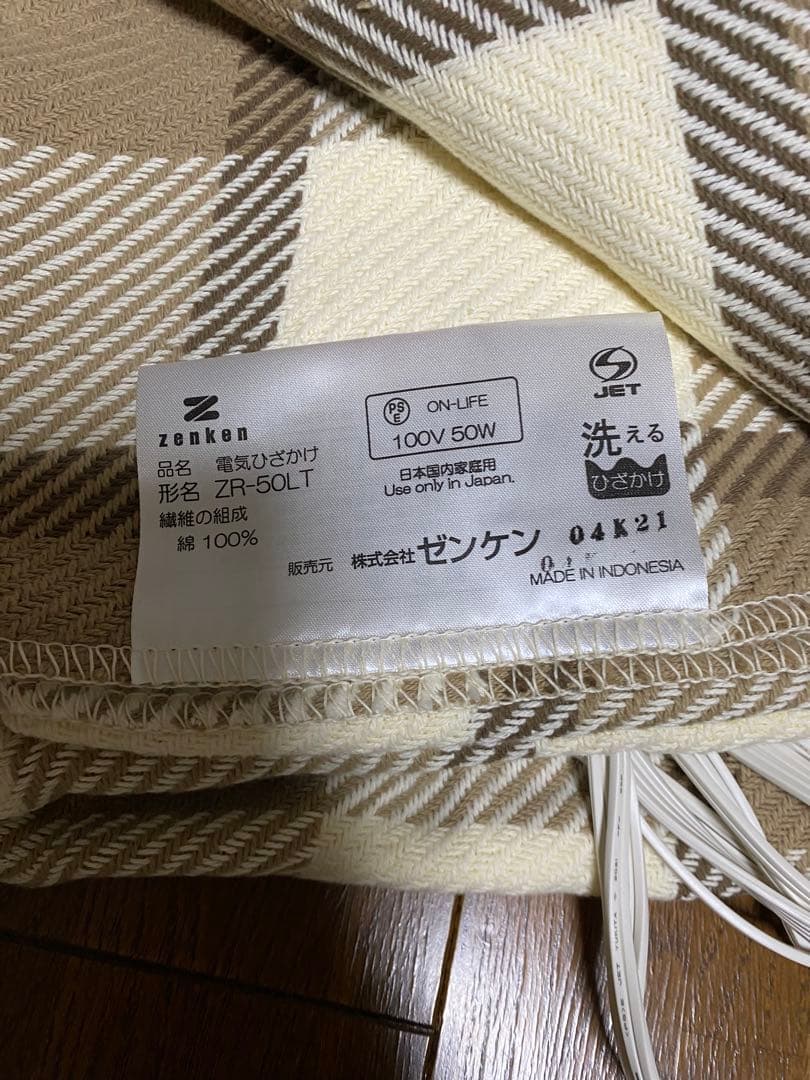 zenken
品名 電気ひざかけ
形名 ZR-50LT
繊維の組成
綿 100%
PS
E
ON-LIFE
100V 50W
日本国内家庭用
Use only in Japan.
JET
洗える
ひざかけ
販売元 株式会社ゼンケン
04K21
MADE IN INDONESIA